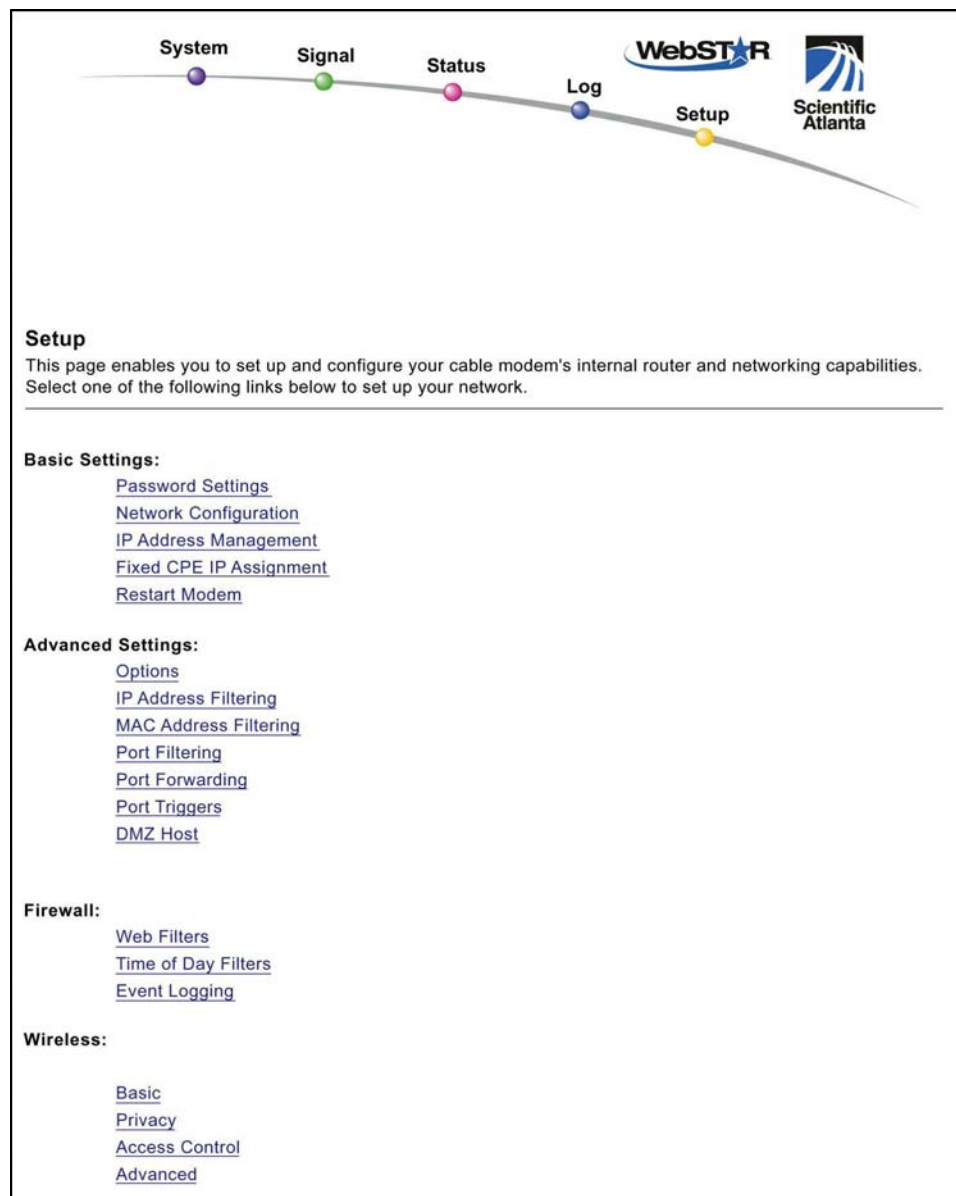 System
Signal
Status
Log
Setup
WebSTAR
Scientific
Atlanta
Setup
This page enables you to set up and configure your cable modem's internal router and networking capabilities.
Select one of the following links below to set up your network.
Basic Settings:
Password Settings
Network Configuration
IP Address Management
Fixed CPE IP Assignment
Restart Modem
Advanced Settings:
Options
IP Address Filtering
MAC Address Filtering
Port Filtering
Port Forwarding
Port Triggers
DMZ Host
Firewall:
Web Filters
Time of Day Filters
Event Logging
Wireless:
Basic
Privacy
Access Control
Advanced